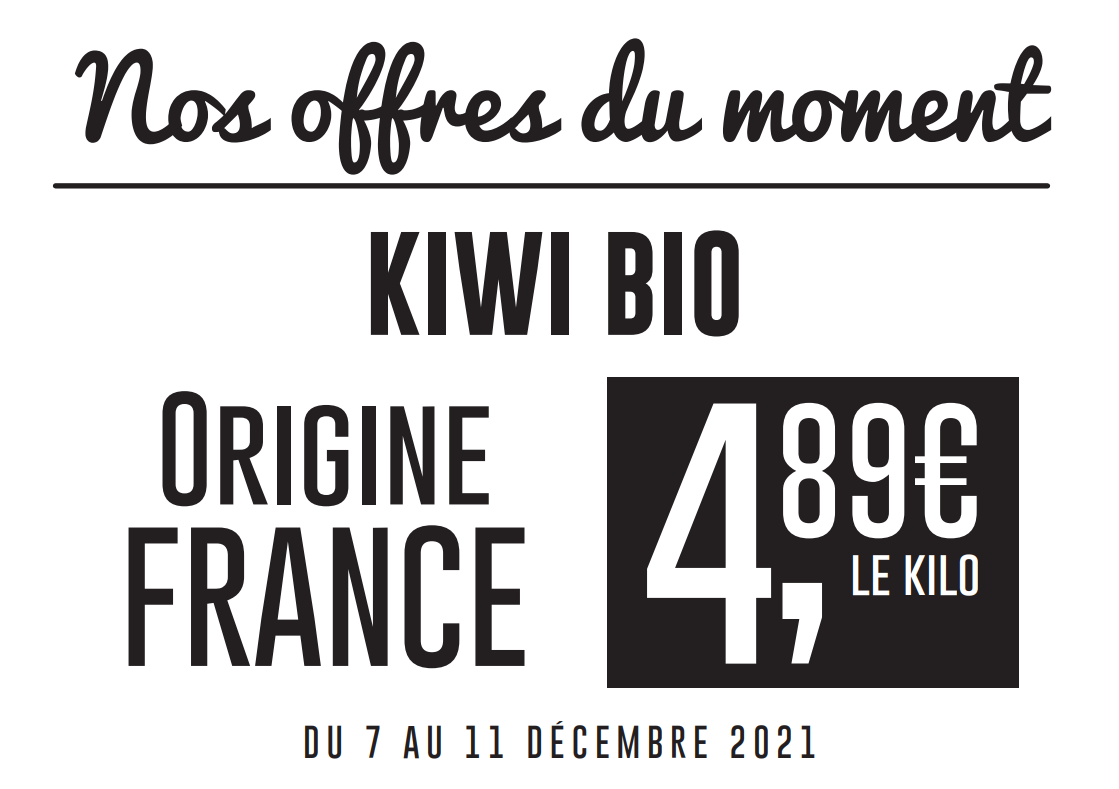 Nos offres du moment
KIWI BIO
ORIGINE
FRANCE
4,89€
LE KILO
DU 7 AU 11 DÉCEMBRE 2021